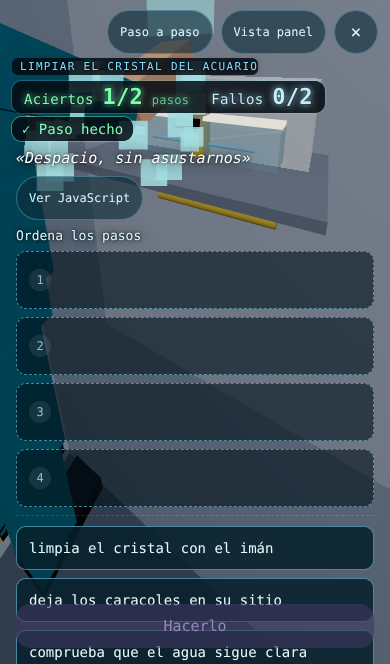 Paso a paso
Vista panel
×
LIMPIAR EL CRISTAL DEL ACUARIO
Aciertos 1/2 pasos Fallos 0/2
✓ Paso hecho
«Despacio, sin asustarnos»
Ver JavaScript
Ordena los pasos
1
2
3
4
limpia el cristal con el imán
deja los caracoles en su sitio
Hacerlo
comprueba que el agua sigue clara